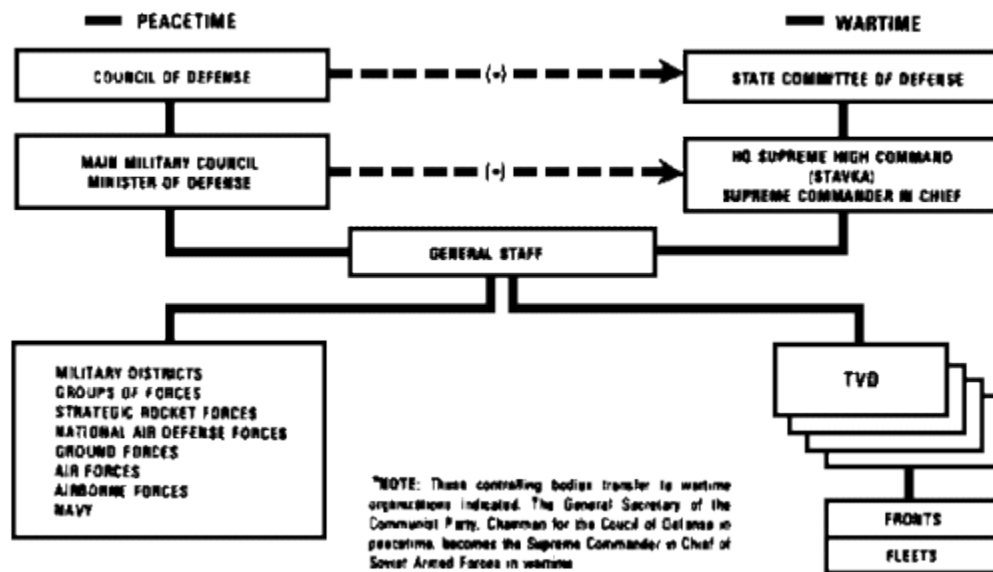 PEACETIME
WARTIME
COUNCIL OF DEFENSE
(*)
STATE COMMITTEE OF DEFENSE
MAIN MILITARY COUNCIL
MINISTER OF DEFENSE
(*)
HQ SUPREME HIGH COMMAND
(STAVKA)
SUPREME COMMANDER IN CHIEF
GENERAL STAFF
MILITARY DISTRICTS
GROUPS OF FORCES
STRATEGIC ROCKET FORCES
NATIONAL AIR DEFENSE FORCES
GROUND FORCES
AIR FORCES
AIRBORNE FORCES
NAVY
TVD
FRONTS
FLEETS
*NOTE: These controlling bodies transfer to wartime
organizations indicated. The General Secretary of the
Communist Party, Chairman for the Coucil of Defense in
peacetime, becomes the Supreme Commander in Chief of
Soviet Armed Forces in wartime